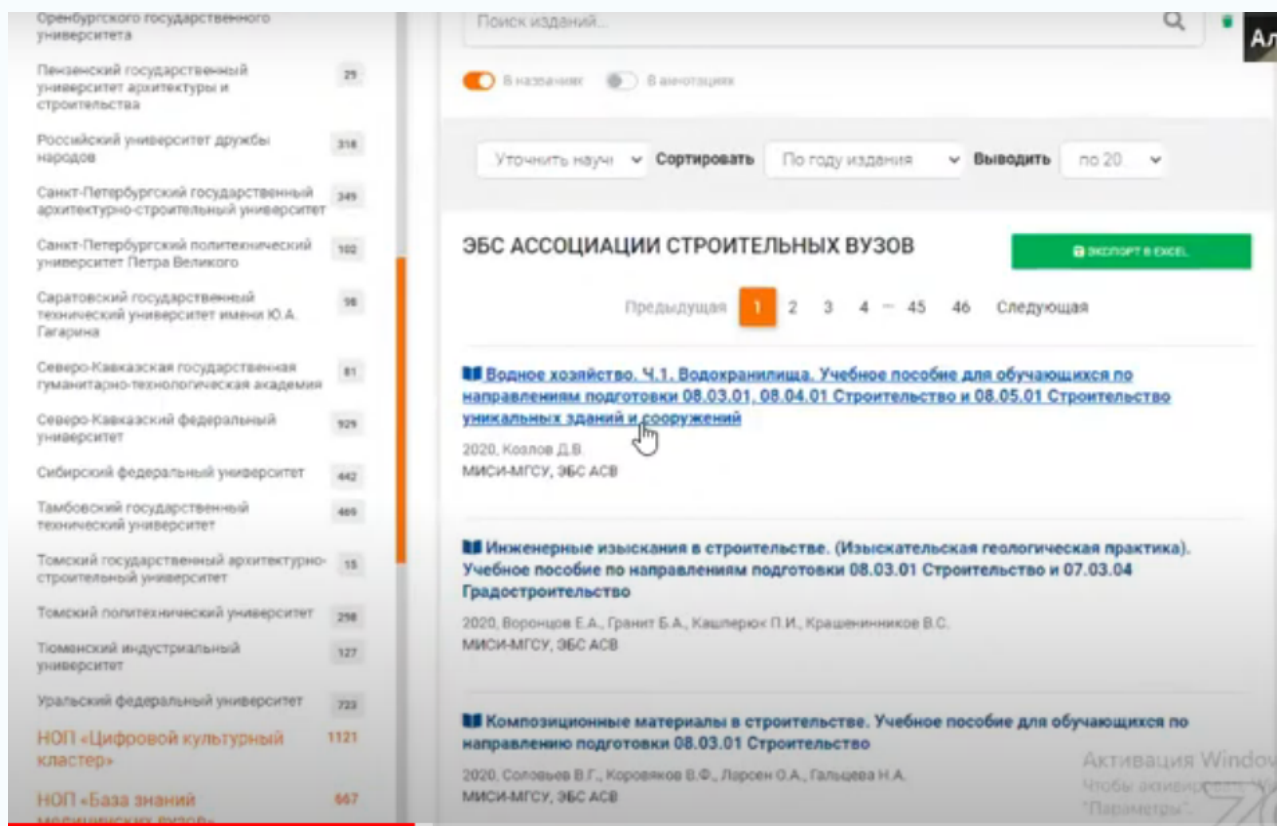 Оренбургского государственного
университета
Пензенский государственный
университет архитектуры и
строительства
29
Российский университет дружбы
народов
318
Санкт-Петербургский государственный
архитектурно-строительный университет
349
Санкт-Петербургский политехнический
университет Петра Великого
102
Саратовский государственный
технический университет имени Ю.А.
Гагарина
98
Северо-Кавказская государственная
гуманитарно-технологическая академия
81
Северо-Кавказский федеральный
университет
929
Сибирский федеральный университет
442
Тамбовский государственный
технический университет
489
Томский государственный архитектурно-
строительный университет
15
Томский политехнический университет
298
Тюменский индустриальный
университет
127
Уральский федеральный университет
723
НОП «Цифровой культурный
кластер»
1121
НОП «База знаний
медицинских вузов»
667
Поиск изданий...
Ал
В названиях В аннотациях
Уточнить научн Сортировать По году издания Выводить по 20
ЭБС АССОЦИАЦИИ СТРОИТЕЛЬНЫХ ВУЗОВ
ЭКСПОРТ В EXCEL
Предыдущая 1 2 3 4 ... 45 46 Следующая
Водное хозяйство. Ч.1. Водохранилища. Учебное пособие для обучающихся по
направлениям подготовки 08.03.01, 08.04.01 Строительство и 08.05.01 Строительство
уникальных зданий и сооружений
2020, Козлов Д.В.
МИСИ-МГСУ, ЭБС АСВ
Инженерные изыскания в строительстве. (Изыскательская геологическая практика).
Учебное пособие по направлениям подготовки 08.03.01 Строительство и 07.03.04
Градостроительство
2020, Воронцов Е.А., Гранит Б.А., Кашперюк П.И., Крашенинников В.С.
МИСИ-МГСУ, ЭБС АСВ
Композиционные материалы в строительстве. Учебное пособие для обучающихся по
направлению подготовки 08.03.01 Строительство
2020, Соловьев В.Г., Коровяков В.Ф., Ларсен О.А., Гальцева Н.А.
МИСИ-МГСУ, ЭБС АСВ
Активация Window
Чтобы активировать Wi
"Параметры".